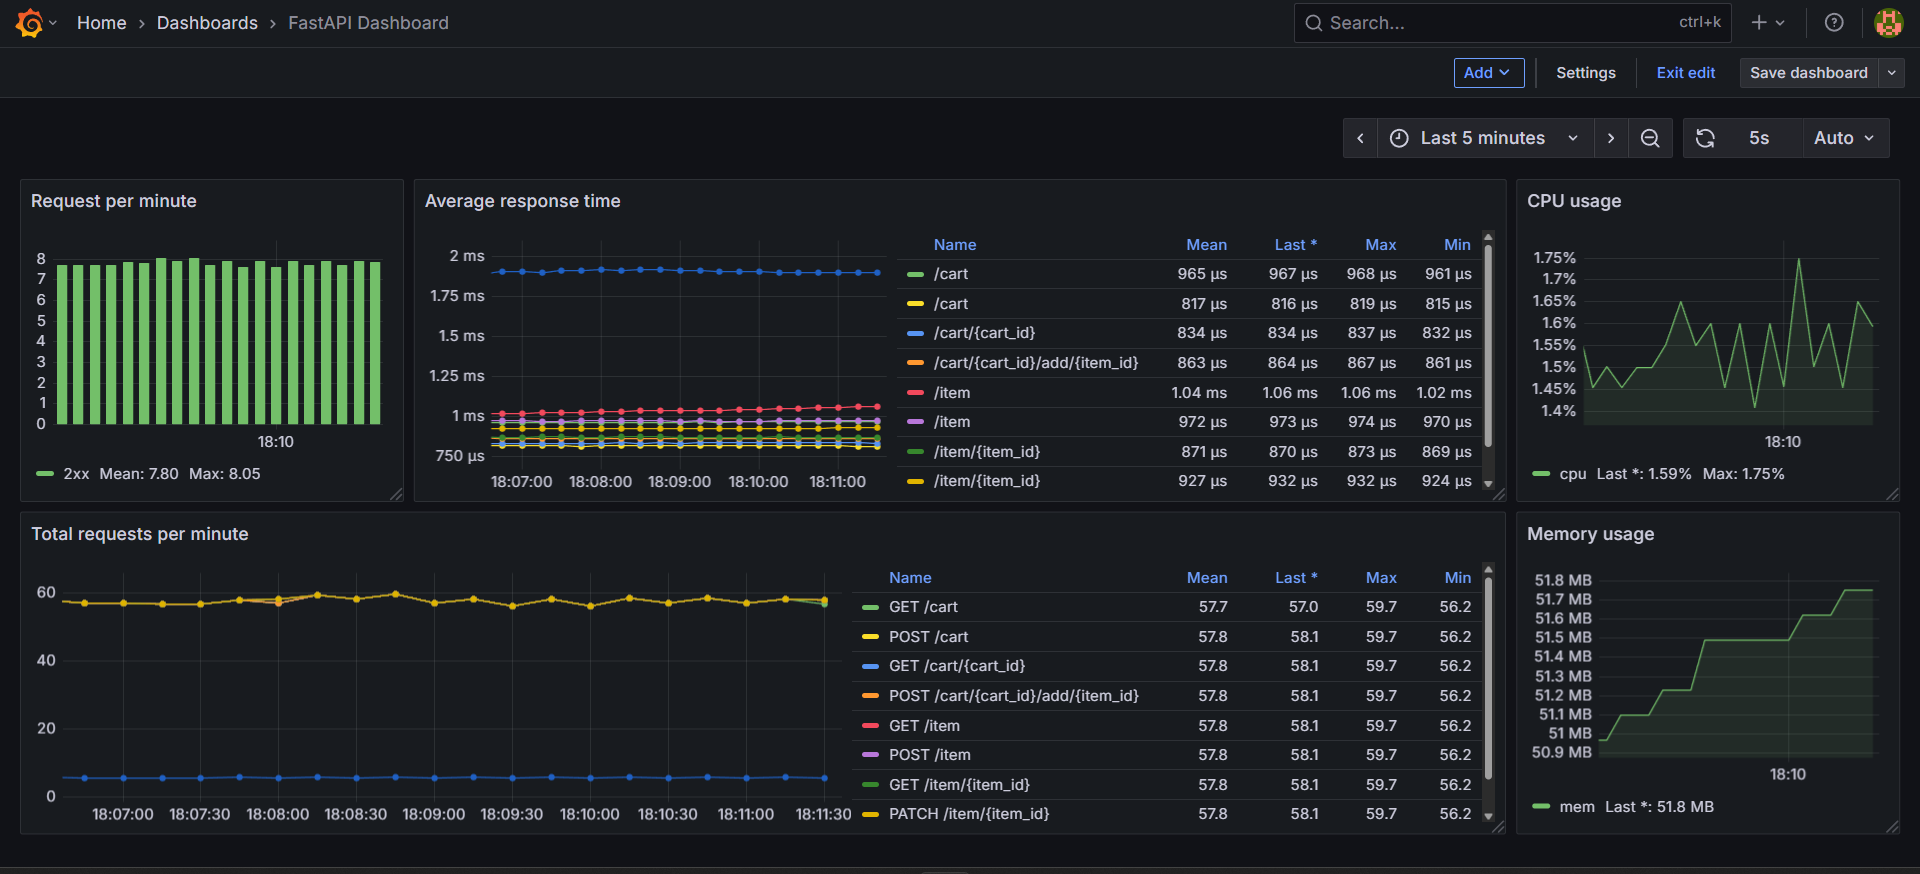 Home › Dashboards › FastAPI Dashboard
Search... ctrl+k
Add Settings Exit edit Save dashboard
Last 5 minutes 5s Auto
Request per minute
8
7
6
5
4
3
2
1
0
18:10
2xx Mean: 7.80 Max: 8.05
Average response time
2 ms
1.75 ms
1.5 ms
1.25 ms
1 ms
750 µs
18:07:00 18:08:00 18:09:00 18:10:00 18:11:00
Name Mean Last * Max Min
/cart 965 µs 967 µs 968 µs 961 µs
/cart 817 µs 816 µs 819 µs 815 µs
/cart/{cart_id} 834 µs 834 µs 837 µs 832 µs
/cart/{cart_id}/add/{item_id} 863 µs 864 µs 867 µs 861 µs
/item 1.04 ms 1.06 ms 1.06 ms 1.02 ms
/item 972 µs 973 µs 974 µs 970 µs
/item/{item_id} 871 µs 870 µs 873 µs 869 µs
/item/{item_id} 927 µs 932 µs 932 µs 924 µs
CPU usage
1.75%
1.7%
1.65%
1.6%
1.55%
1.5%
1.45%
1.4%
18:10
cpu Last *: 1.59% Max: 1.75%
Total requests per minute
60
40
20
0
18:07:00 18:07:30 18:08:00 18:08:30 18:09:00 18:09:30 18:10:00 18:10:30 18:11:00 18:11:30
Name Mean Last * Max Min
GET /cart 57.7 57.0 59.7 56.2
POST /cart 57.8 58.1 59.7 56.2
GET /cart/{cart_id} 57.8 58.1 59.7 56.2
POST /cart/{cart_id}/add/{item_id} 57.8 58.1 59.7 56.2
GET /item 57.8 58.1 59.7 56.2
POST /item 57.8 58.1 59.7 56.2
GET /item/{item_id} 57.8 58.1 59.7 56.2
PATCH /item/{item_id} 57.8 58.1 59.7 56.2
Memory usage
51.8 MB
51.7 MB
51.6 MB
51.5 MB
51.4 MB
51.3 MB
51.2 MB
51.1 MB
51 MB
50.9 MB
18:10
mem Last *: 51.8 MB